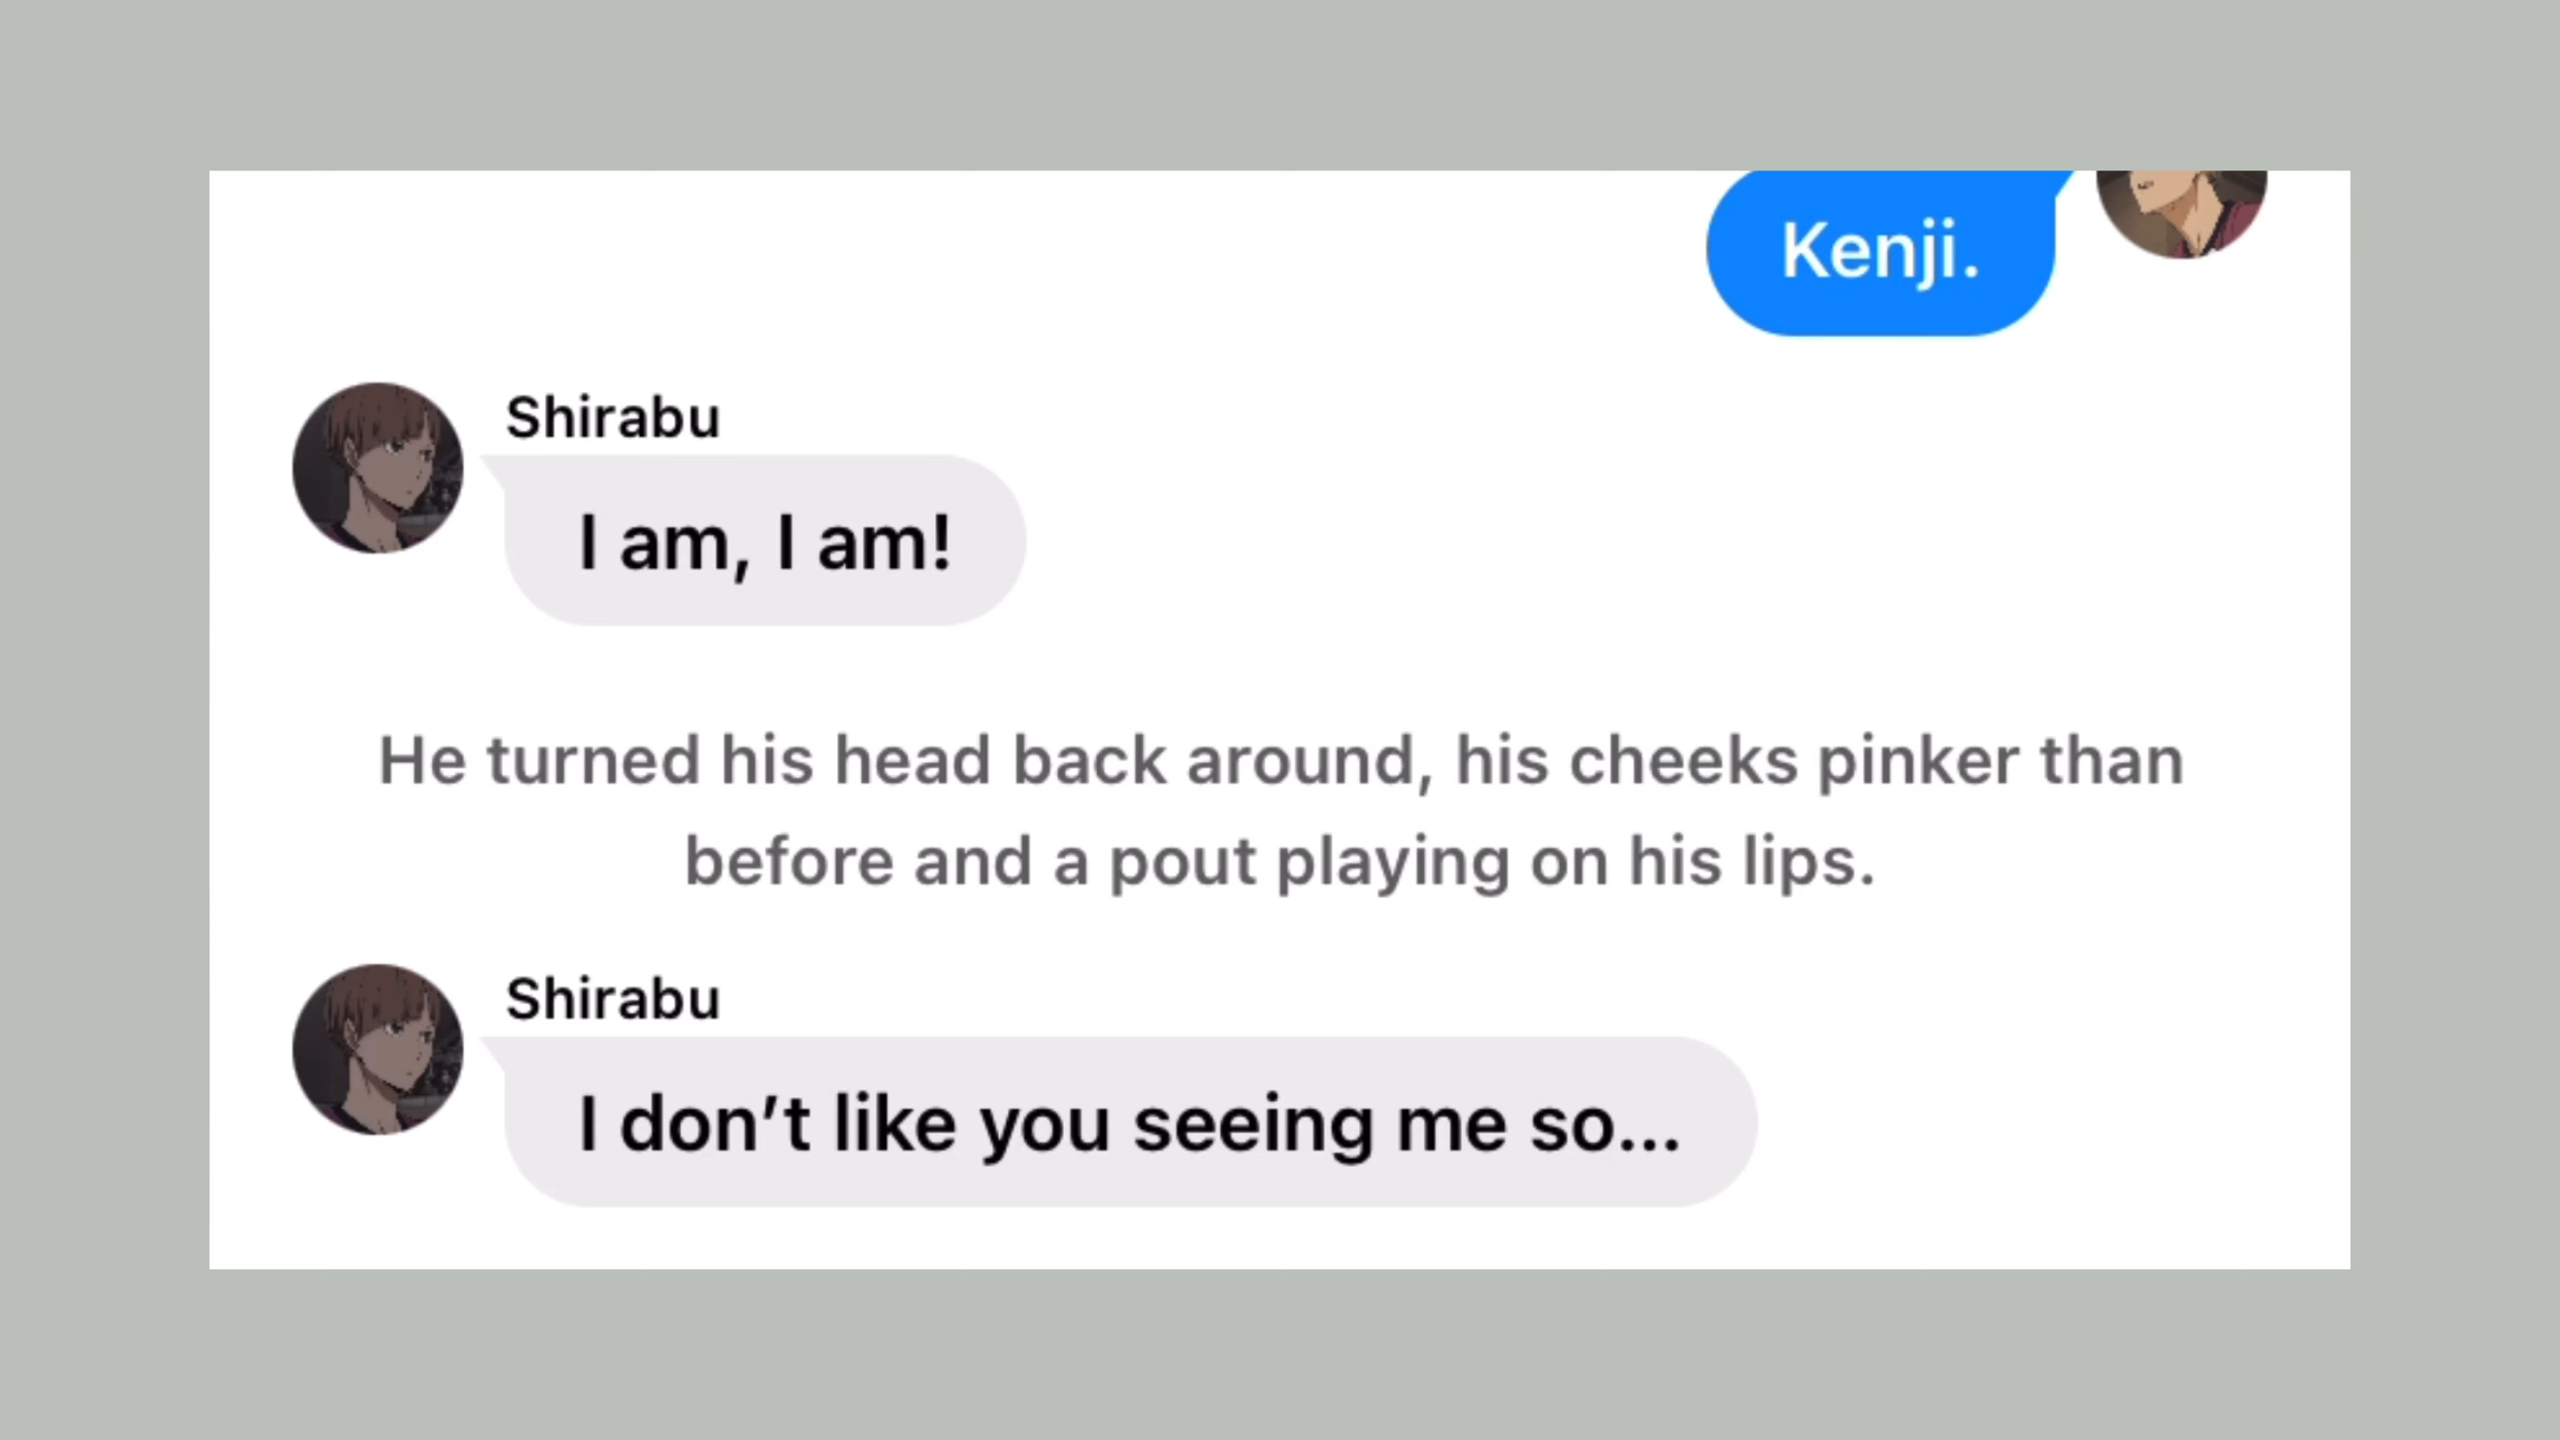 Kenji.
Shirabu
I am, I am!
He turned his head back around, his cheeks pinker than
before and a pout playing on his lips.
Shirabu
I don’t like you seeing me so...